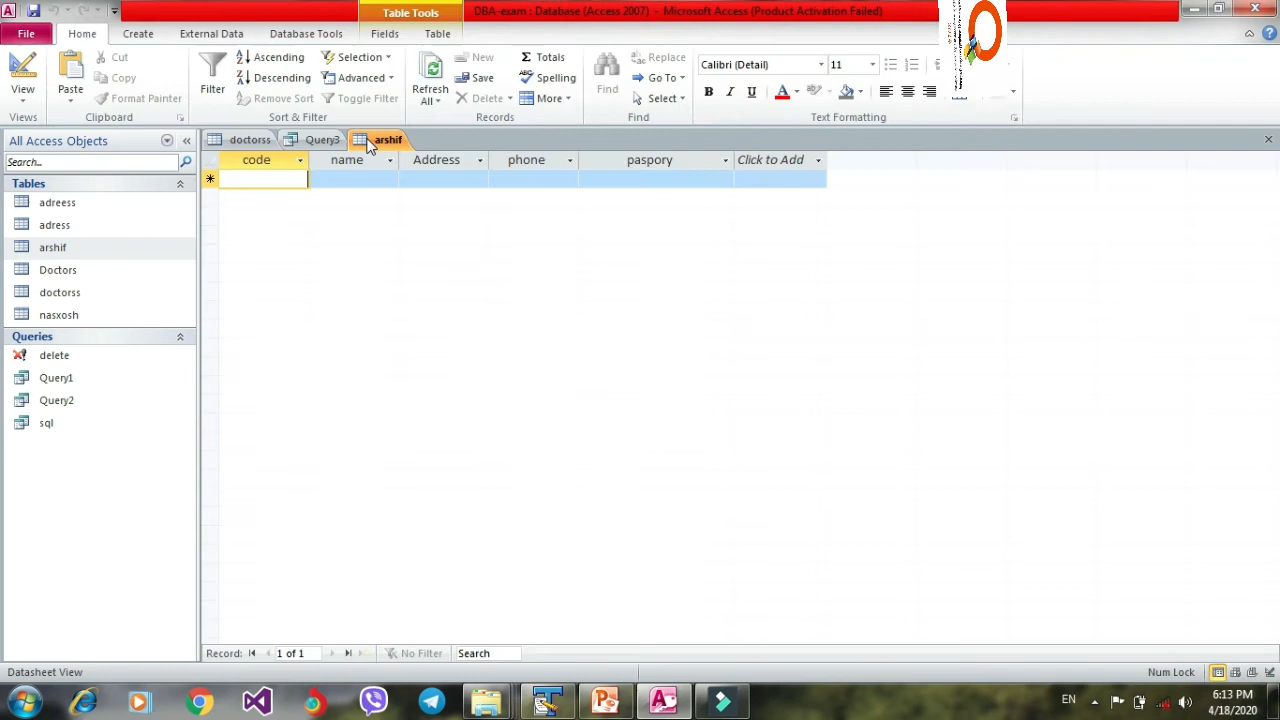 Table Tools
DBA-exam : Database (Access 2007) - Microsoft Access (Product Activation Failed)
File
Home
Create
External Data
Database Tools
Fields
Table
View
Paste
Cut
Copy
Format Painter
Clipboard
Filter
Ascending
Descending
Remove Sort
Selection
Advanced
Toggle Filter
Sort & Filter
Refresh
All
New
Save
Delete
Totals
Spelling
More
Records
Find
Replace
Go To
Select
Find
Calibri (Detail)
11
B I U A
Text Formatting
All Access Objects
Search...
Tables
adreess
adress
arshif
Doctors
doctorss
nasxosh
Queries
delete
Query1
Query2
sql
doctorss
Query3
arshif
code name Address phone paspory Click to Add
Record: 1 of 1 No Filter Search
Datasheet View
Num Lock
EN
6:13 PM
4/18/2020